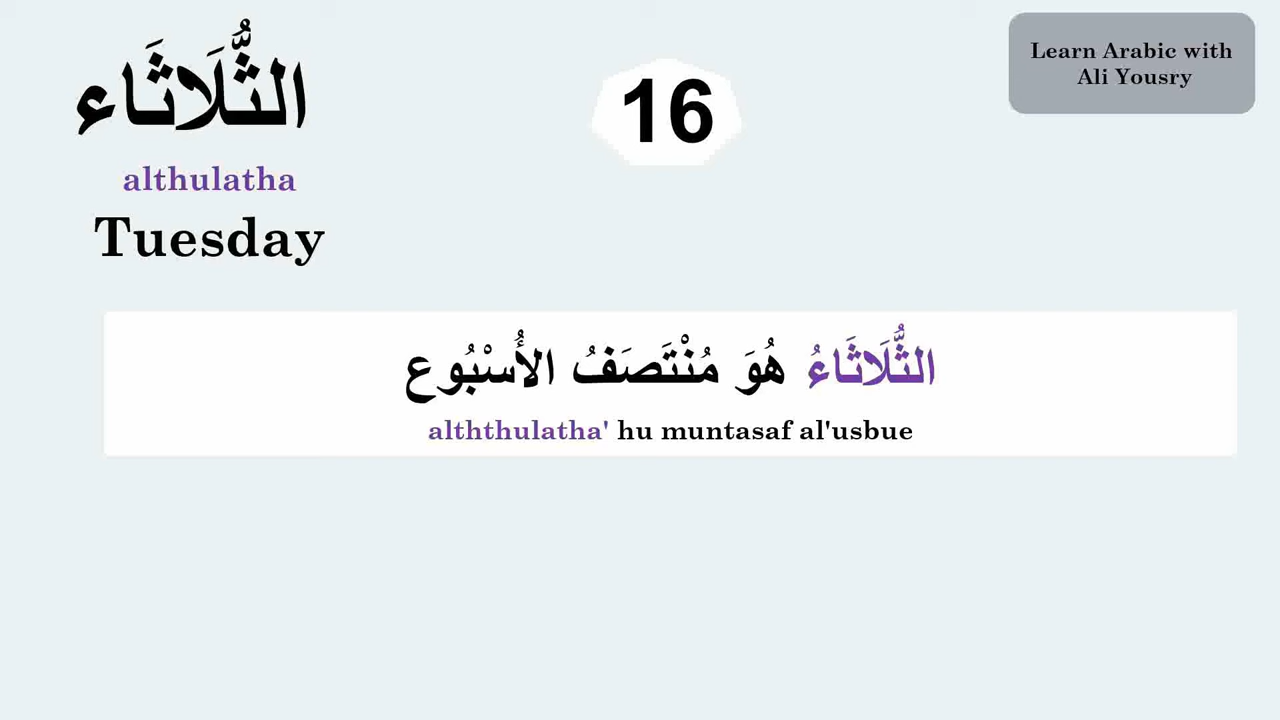 الثُّلَاثَاء
althulatha
Tuesday
16
Learn Arabic with
Ali Yousry
الثُّلَاثَاءُ هُوَ مُنْتَصَفُ الأُسْبُوع
alththulatha' hu muntasaf al'usbue